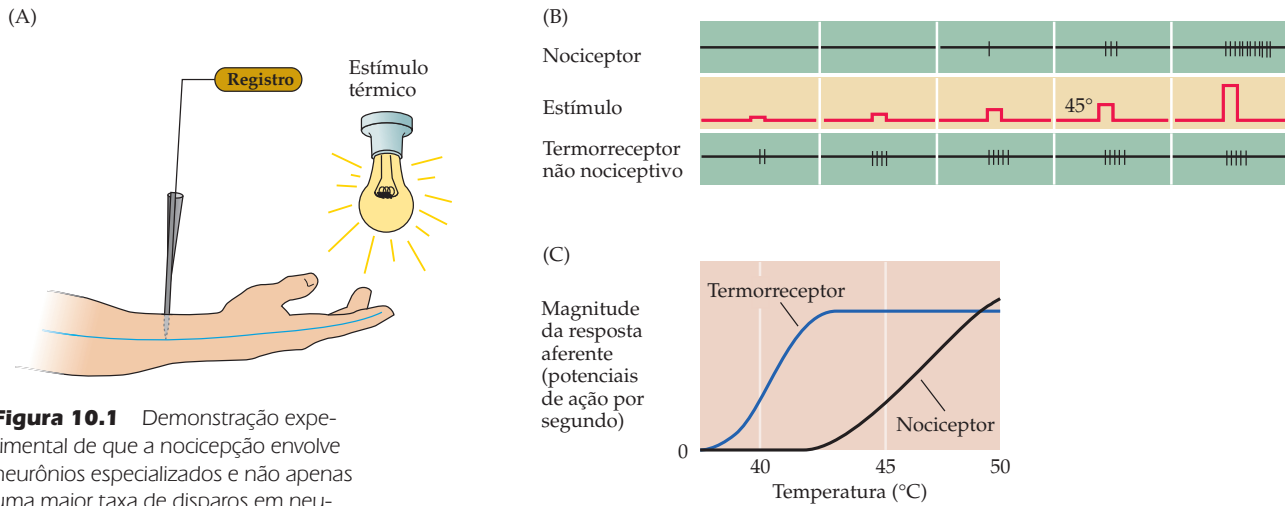 (A)
Registro
Estímulo
térmico
Figura 10.1 Demonstração expe-
rimental de que a nocicepção envolve
neurônios especializados e não apenas
uma maior taxa de disparos em neu-
(B)
Nociceptor
Estímulo
45°
Termorreceptor
não nociceptivo
(C)
Magnitude
da resposta
aferente
(potenciais
de ação por
segundo)
Termorreceptor
Nociceptor
0
40 45 50
Temperatura (°C)